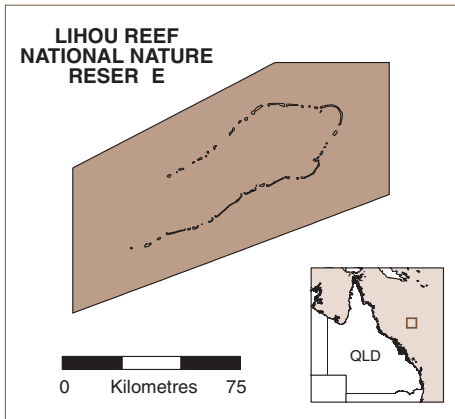 LIHOU REEF
NATIONAL NATURE
RESER E
QLD
0 Kilometres 75